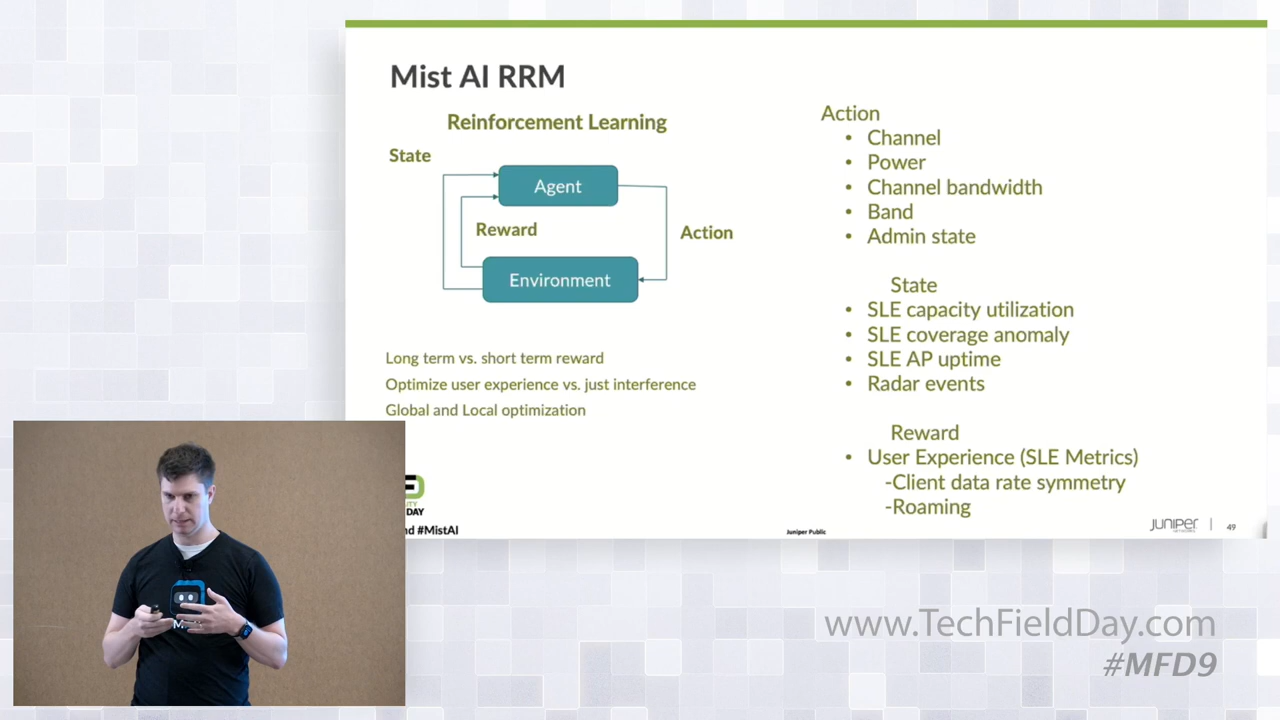 Mist AI RRM
Reinforcement Learning
State
Agent
Reward
Action
Environment
Long term vs. short term reward
Optimize user experience vs. just interference
Global and Local optimization
Action
• Channel
• Power
• Channel bandwidth
• Band
• Admin state
State
• SLE capacity utilization
• SLE coverage anomaly
• SLE AP uptime
• Radar events
Reward
• User Experience (SLE Metrics)
-Client data rate symmetry
-Roaming
DAY
#MistAI
Juniper Public
JUNIPER
NETWORKS
49
www.TechFieldDay.com
#MFD9